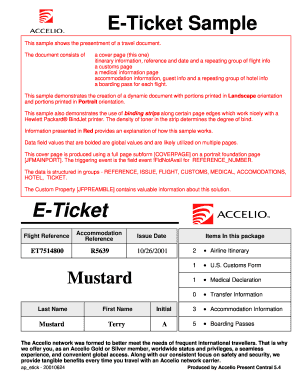 E-Ticket Sample
ACCELIO
This sample shows the presentment of a travel document.
The document consists of
a cover page (this one)
itinerary information, reference and date and a repeating group of flight info
a customs page
a medical information page
accommodation information, guest info and a repeating group of hotel info
a boarding pass for each flight.
This sample demonstrates the creation of a dynamic document with portions printed in Landscape orientation
and portions printed in Portrait orientation.
This sample also demonstrates the use of binding stripe along certain page edges which work nicely with a
Hewlett Packard® BindJet printer. The density of toner in the strip determines the degree of bind.
Information presented in Red provides an explanation of how this sample works.
Data field values that are bolded are global values and are likely utilized on multiple pages.
This cover page is produced using a full page subform [COVERPAGE] on a portrait foundation page
[JFMAINPORT]. The triggering event is the field event !FldNotAvail for REFERENCE_NUMBER.
The data is structured in groups - REFERENCE, ISSUE, FLIGHT, CUSTOMS, MEDICAL, ACCOMMODATIONS,
HOTEL, TICKET.
The Custom Property [JFPREAMBLE] contains valuable information about this solution.
E-Ticket
ACCELIO
Flight Reference
Accommodation
Reference
Issue Date
Items In this package
ET7514800
R5639
10/26/2001
2 • Airline Itinerary
1 • U.S. Customs Form
Mustard
1 • Medical Declaration
0 • Transfer Information
Last Name
First Name
Initial
3 • Accommodation Information
Mustard
Terry
A
5 • Boarding Passes
The Accelio network was formed to better meet the needs of frequent international travellers. That is why
we offer you, as an Accelio Gold or Silver member, worldwide status and privileges, a seamless
experience, and convenient global access. Along with our consistent focus on safety and security, we
provide tangible benefits every time you travel with an Accelio network carrier.
ap_etick - 20010624
Produced by Accelio Present Central 5.4